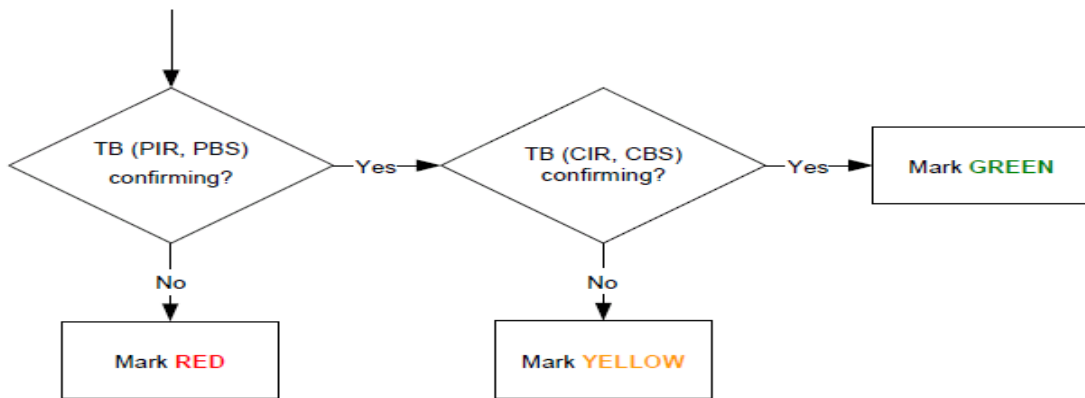 TB (PIR, PBS)
confirming?
Yes
TB (CIR, CBS)
confirming?
Yes
Mark GREEN
No
No
Mark RED
Mark YELLOW